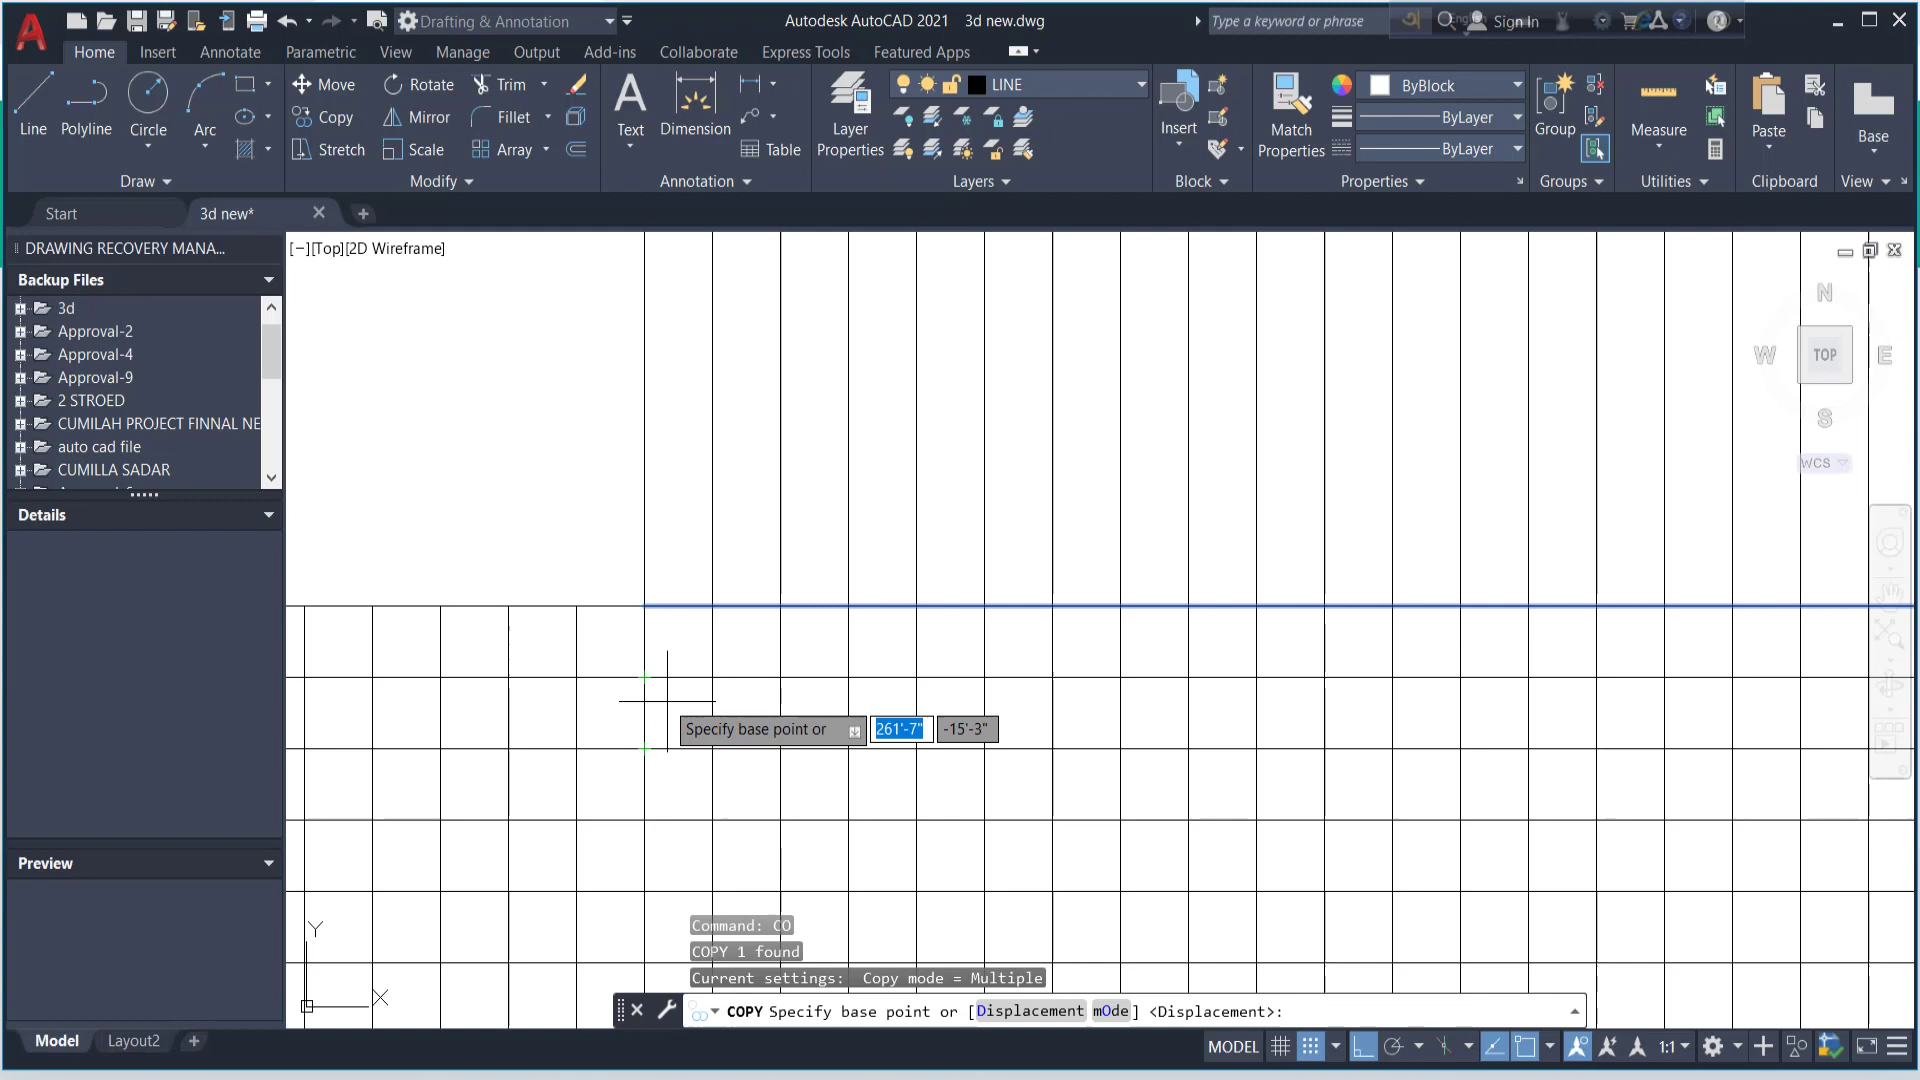 Drafting & Annotation
Autodesk AutoCAD 2021 3d new.dwg
Type a keyword or phrase
Sign In
Home Insert Annotate Parametric View Manage Output Add-ins Collaborate Express Tools Featured Apps
Line Polyline Circle Arc
Move Rotate Trim
Copy Mirror Fillet
Stretch Scale Array
Text Dimension Table
Layer Properties
LINE
Insert
Match Properties
ByBlock
ByLayer
ByLayer
Group
Measure
Paste
Base
Draw Modify Annotation Layers Block Properties Groups Utilities Clipboard View
Start 3d new*
DRAWING RECOVERY MANA...
Backup Files
3d
Approval-2
Approval-4
Approval-9
2 STROED
CUMILAH PROJECT FINNAL NE
auto cad file
CUMILLA SADAR
Details
Preview
[−][Top][2D Wireframe]
N
W TOP E
S
WCS
Specify base point or 261'-7" -15'-3"
Y
X
Command: CO
COPY 1 found
Current settings: Copy mode = Multiple
COPY Specify base point or [Displacement mOde] <Displacement>:
Model Layout2
MODEL 1:1